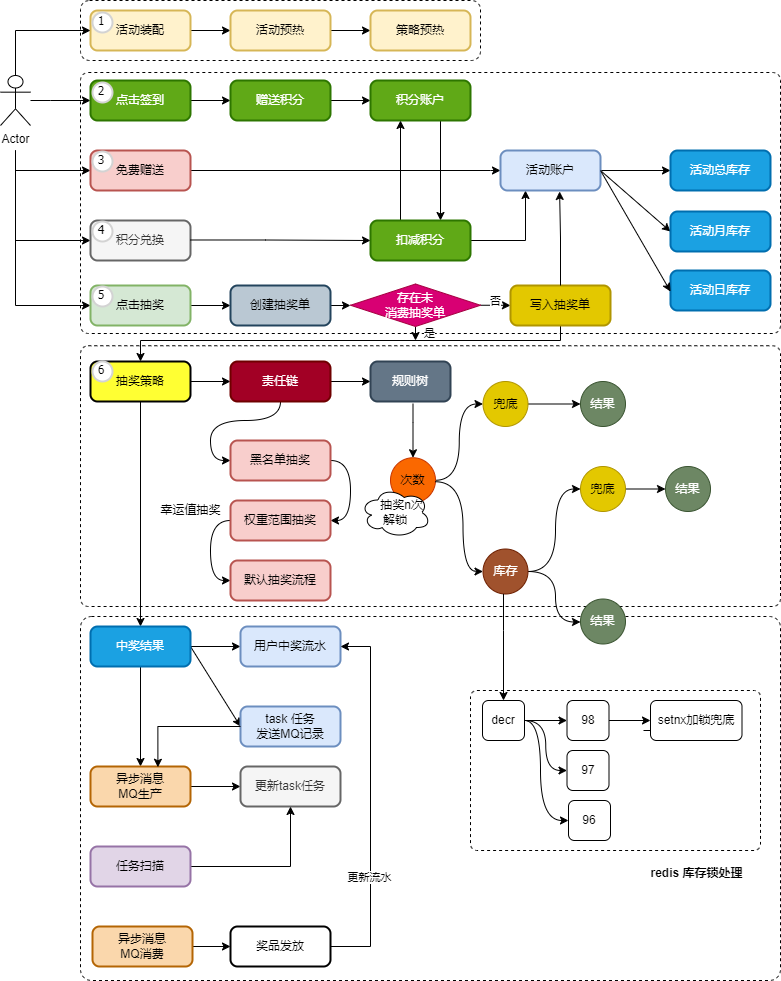 1
活动装配
活动预热
策略预热
Actor
2
点击签到
赠送积分
积分账户
3
免费赠送
活动账户
活动总库存
4
积分兑换
扣减积分
活动月库存
活动日库存
5
点击抽奖
创建抽奖单
存在未
消费抽奖单
否
写入抽奖单
是
6
抽奖策略
责任链
规则树
兜底
结果
黑名单抽奖
次数
抽奖n次
解锁
兜底
结果
幸运值抽奖
权重范围抽奖
默认抽奖流程
库存
结果
中奖结果
用户中奖流水
task 任务
发送MQ记录
decr
98
setnx加锁兜底
97
96
异步消息
MQ生产
更新task任务
任务扫描
更新流水
redis 库存锁处理
异步消息
MQ消费
奖品发放